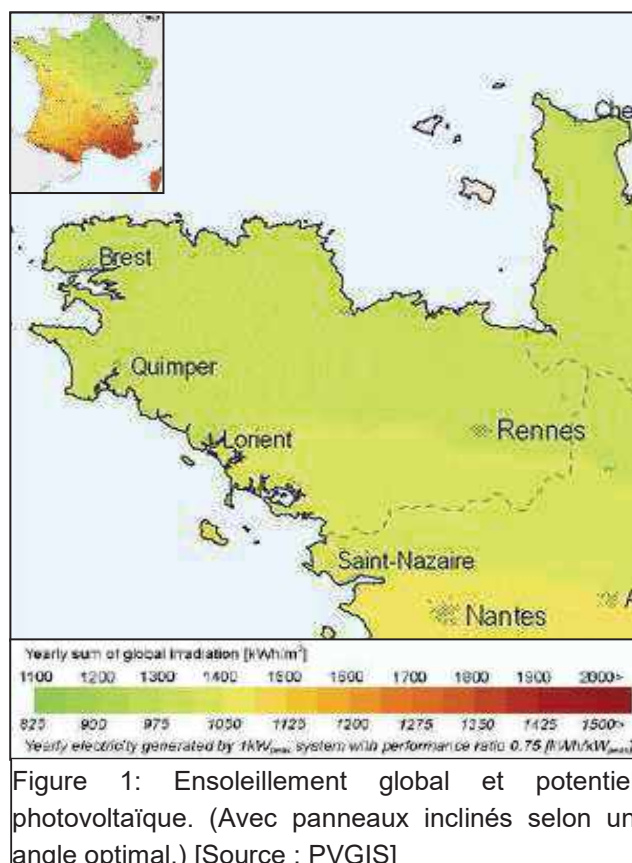 Che
Brest
Quimper
Lorient
Rennes
Saint-Nazaire
A
Nantes
Yearly sum of global irradiation [kWh/m²]
1100 1200 1300 1400 1500 1600 1700 1800 1900 2000>
825 900 975 1050 1125 1200 1275 1350 1425 1500>
Yearly electricity generated by 1kWpeak system with performance ratio 0.75 [kWh/kWpeak]
Figure 1: Ensoleillement global et potentie
photovoltaïque. (Avec panneaux inclinés selon un
angle optimal.) [Source : PVGIS]